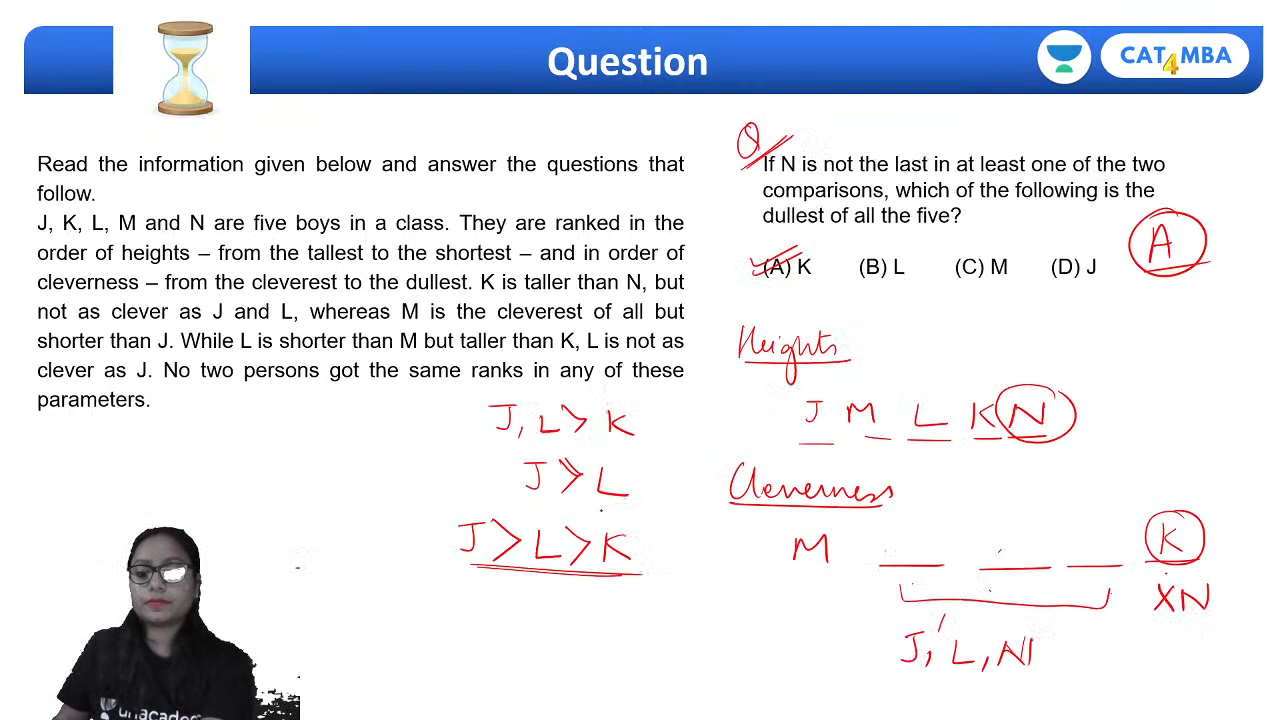 Question
CAT4MBA
Read the information given below and answer the questions that
follow.
J, K, L, M and N are five boys in a class. They are ranked in the
order of heights – from the tallest to the shortest – and in order of
cleverness – from the cleverest to the dullest. K is taller than N, but
not as clever as J and L, whereas M is the cleverest of all but
shorter than J. While L is shorter than M but taller than K, L is not as
clever as J. No two persons got the same ranks in any of these
parameters.
J, L > K
J > L
J > L > K
Q
If N is not the last in at least one of the two
comparisons, which of the following is the
dullest of all the five?
(A) K (B) L (C) M (D) J
A
Heights
J M L K N
Cleverness
M K
X N
J, L, N
unacade